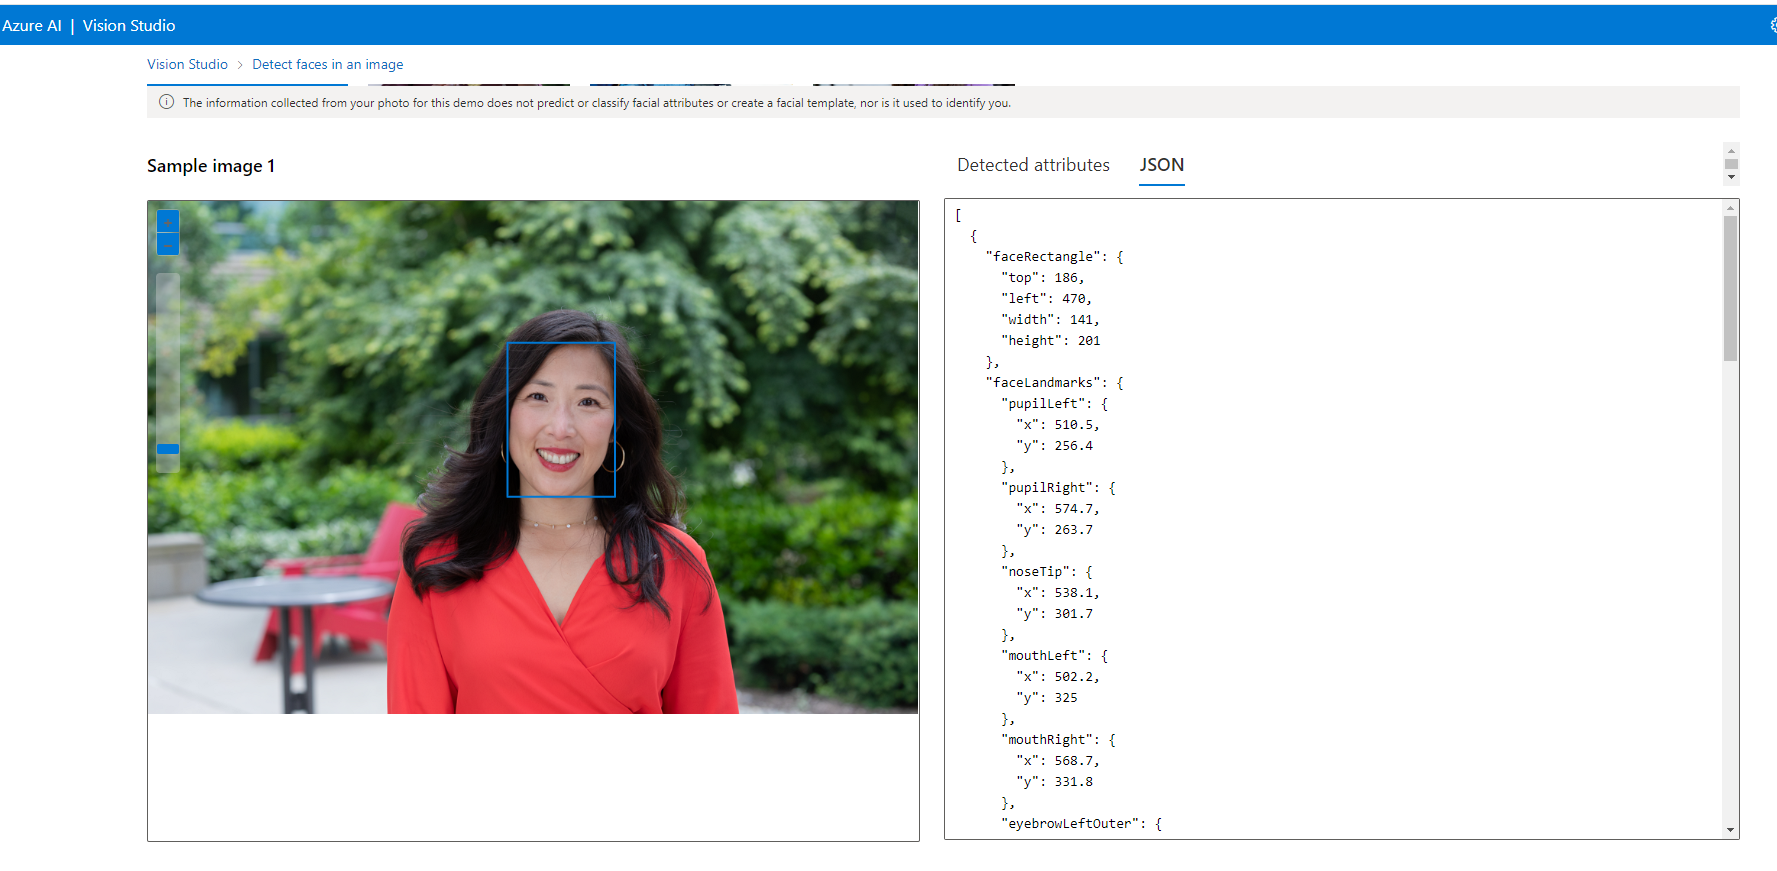 Azure AI | Vision Studio
Vision Studio > Detect faces in an image
The information collected from your photo for this demo does not predict or classify facial attributes or create a facial template, nor is it used to identify you.
Sample image 1
Detected attributes JSON
[
{
"faceRectangle": {
"top": 186,
"left": 470,
"width": 141,
"height": 201
},
"faceLandmarks": {
"pupilLeft": {
"x": 510.5,
"y": 256.4
},
"pupilRight": {
"x": 574.7,
"y": 263.7
},
"noseTip": {
"x": 538.1,
"y": 301.7
},
"mouthLeft": {
"x": 502.2,
"y": 325
},
"mouthRight": {
"x": 568.7,
"y": 331.8
},
"eyebrowLeftOuter": {